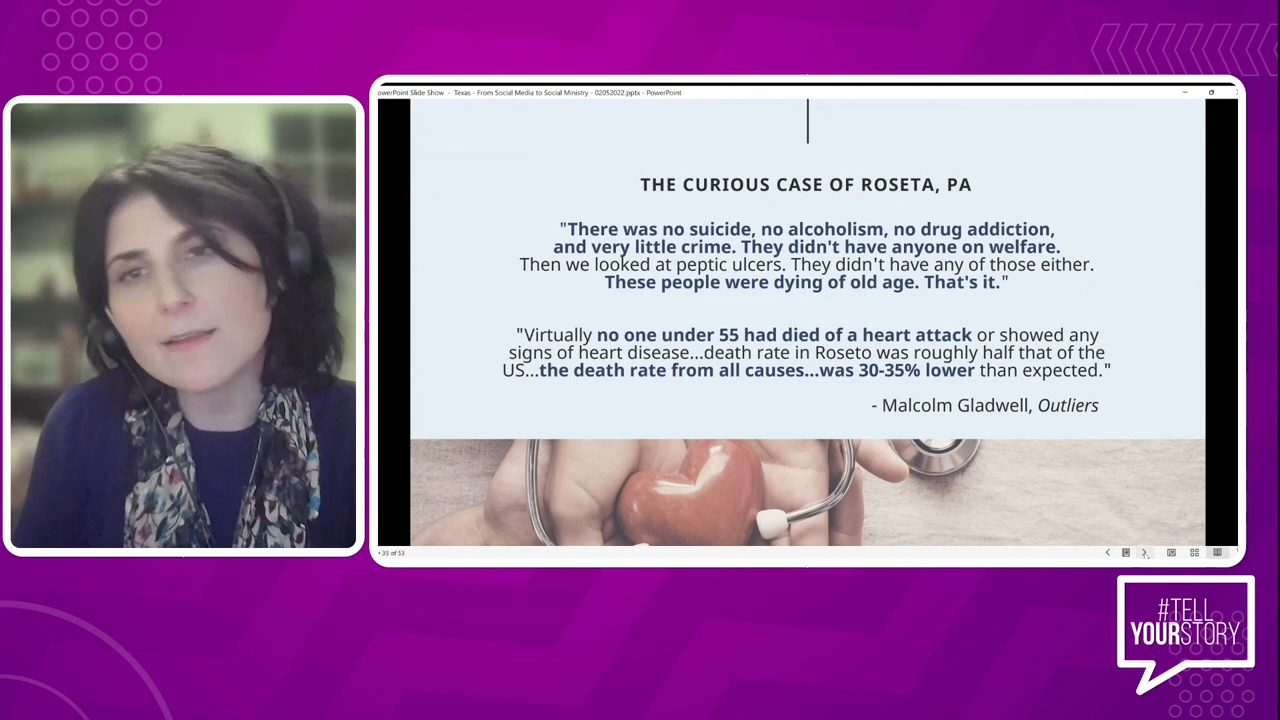 owerPoint Slide Show - Texas - From Social Media to Social Ministry - 02052022.pptx - PowerPoint
THE CURIOUS CASE OF ROSETA, PA
"There was no suicide, no alcoholism, no drug addiction,
and very little crime. They didn't have anyone on welfare.
Then we looked at peptic ulcers. They didn't have any of those either.
These people were dying of old age. That's it."
"Virtually no one under 55 had died of a heart attack or showed any
signs of heart disease...death rate in Roseto was roughly half that of the
US...the death rate from all causes...was 30-35% lower than expected."
- Malcolm Gladwell, Outliers
35 of 53
#TELL
YOURSTORY